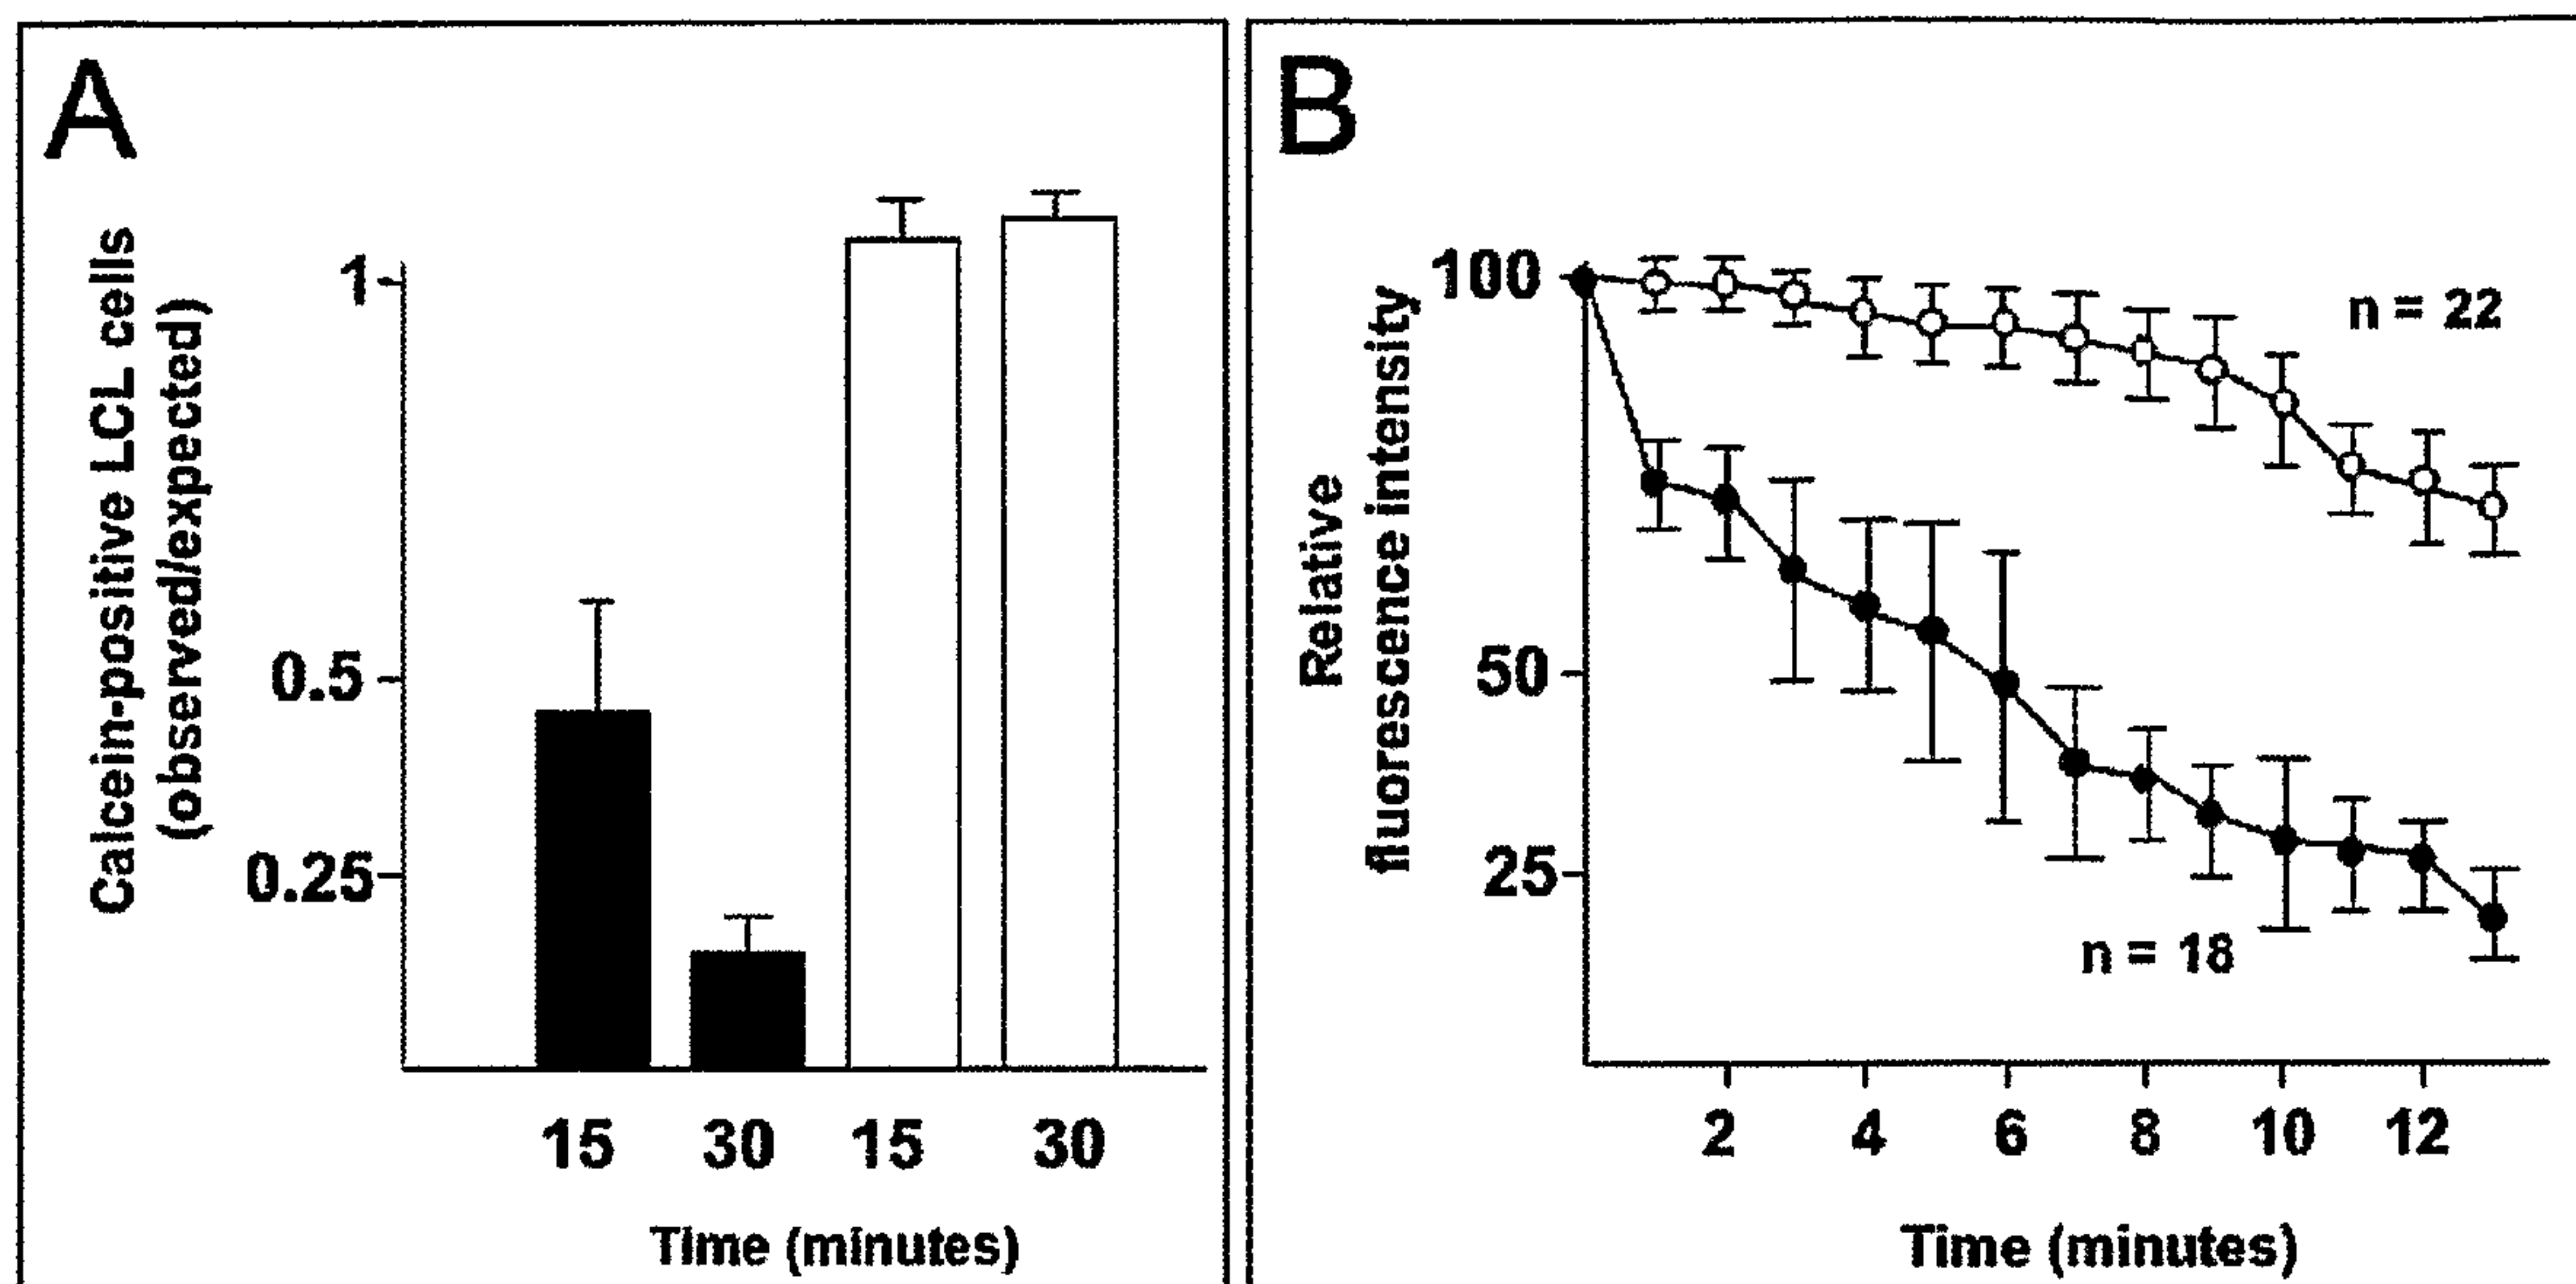 A
Calcein-positive LCL cells
(observed/expected)
1
0.5
0.25
15 30 15 30
Time (minutes)
B
Relative
fluorescence intensity
100
50
25
n = 22
n = 18
2 4 6 8 10 12
Time (minutes)